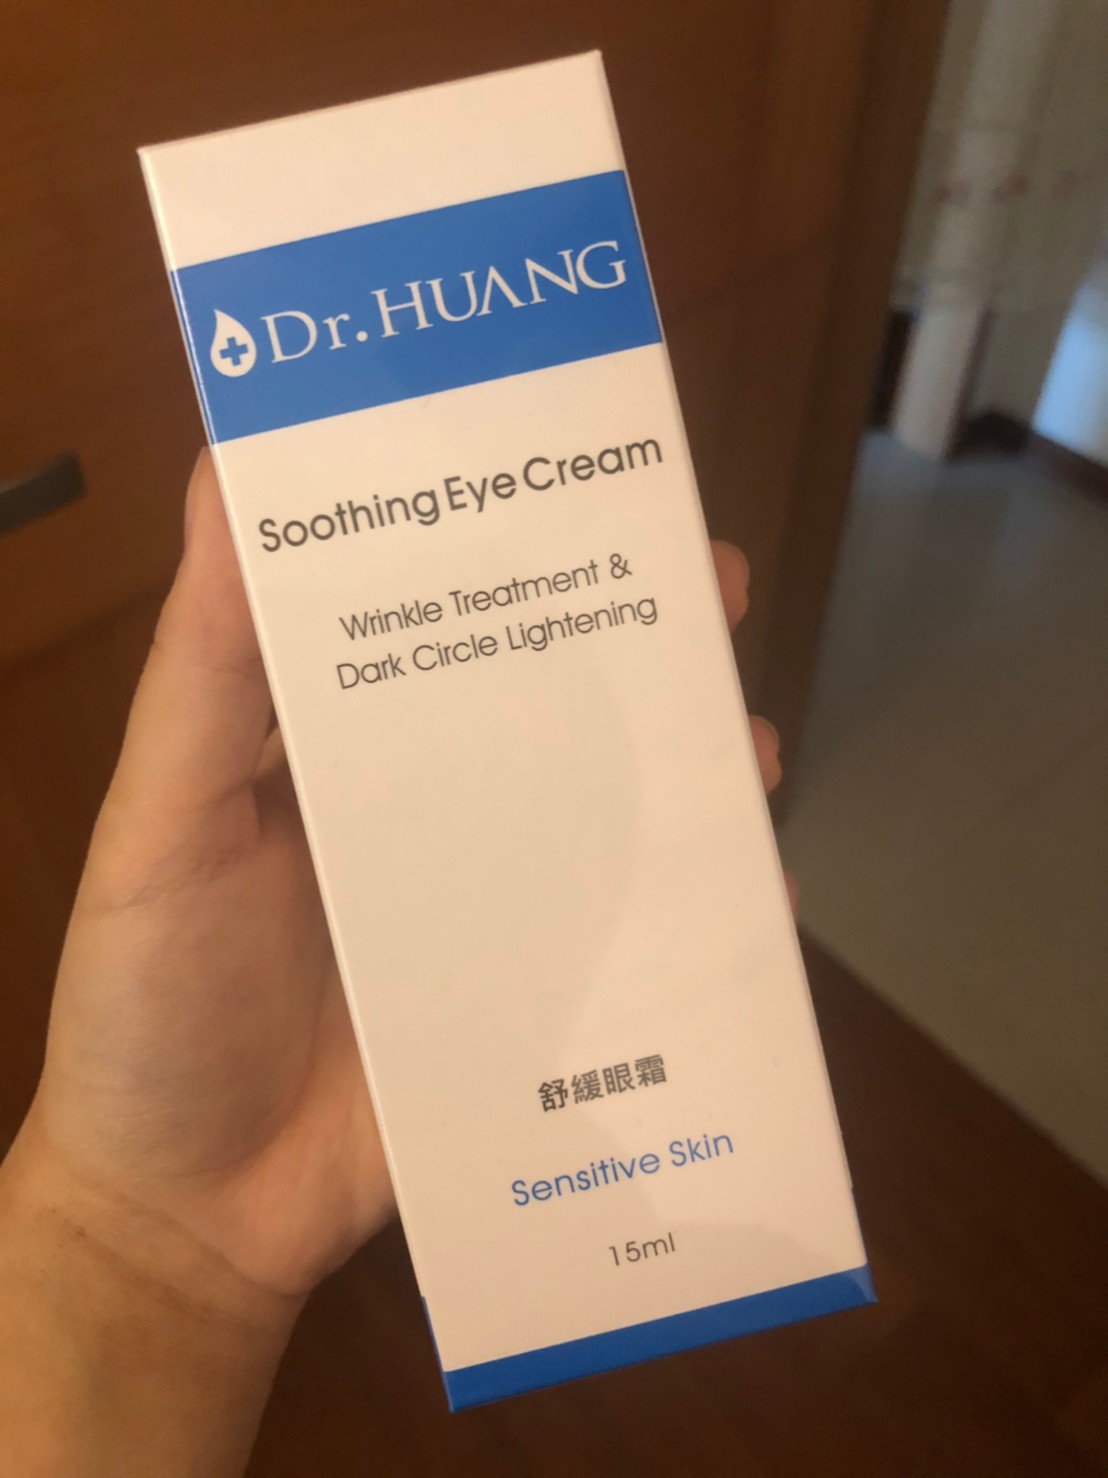 Dr.HUANG
Soothing Eye Cream
Wrinkle Treatment &
Dark Circle Lightening
舒緩眼霜
Sensitive Skin
15ml